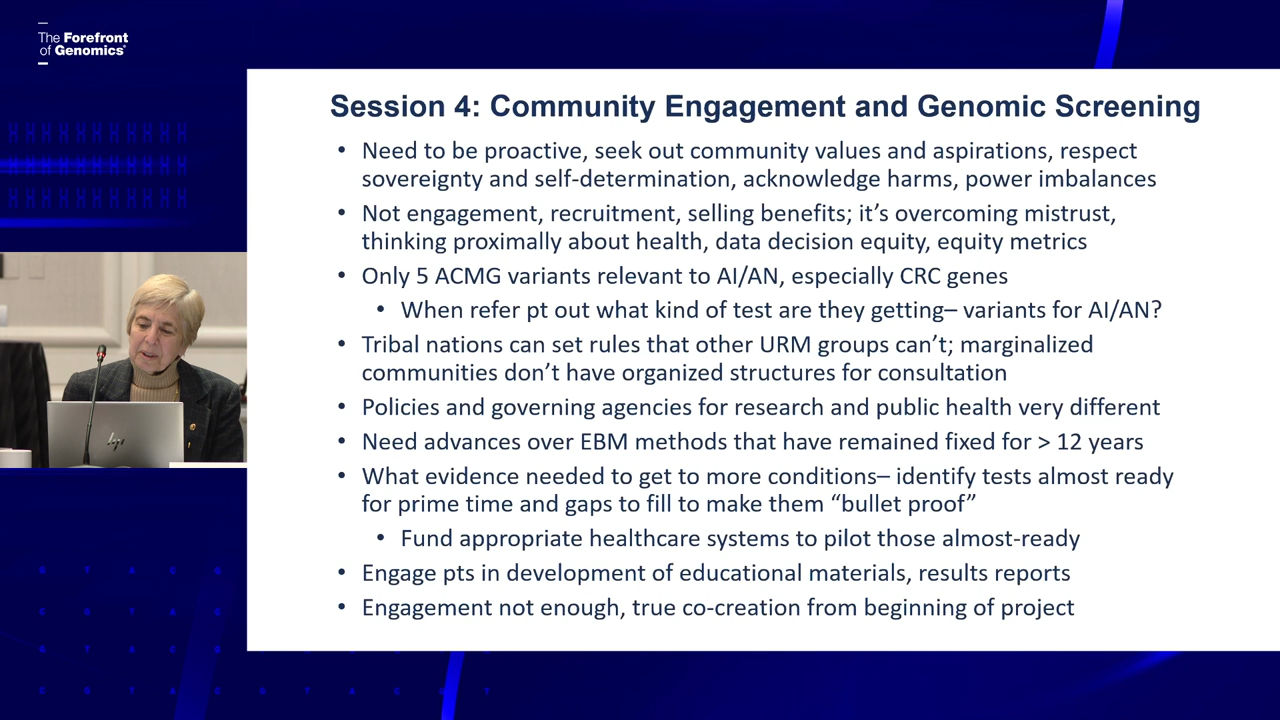 The Forefront
of Genomics®
Session 4: Community Engagement and Genomic Screening
• Need to be proactive, seek out community values and aspirations, respect
sovereignty and self-determination, acknowledge harms, power imbalances
• Not engagement, recruitment, selling benefits; it’s overcoming mistrust,
thinking proximally about health, data decision equity, equity metrics
• Only 5 ACMG variants relevant to AI/AN, especially CRC genes
• When refer pt out what kind of test are they getting– variants for AI/AN?
• Tribal nations can set rules that other URM groups can’t; marginalized
communities don’t have organized structures for consultation
• Policies and governing agencies for research and public health very different
• Need advances over EBM methods that have remained fixed for > 12 years
• What evidence needed to get to more conditions– identify tests almost ready
for prime time and gaps to fill to make them “bullet proof”
• Fund appropriate healthcare systems to pilot those almost-ready
• Engage pts in development of educational materials, results reports
• Engagement not enough, true co-creation from beginning of project
hp